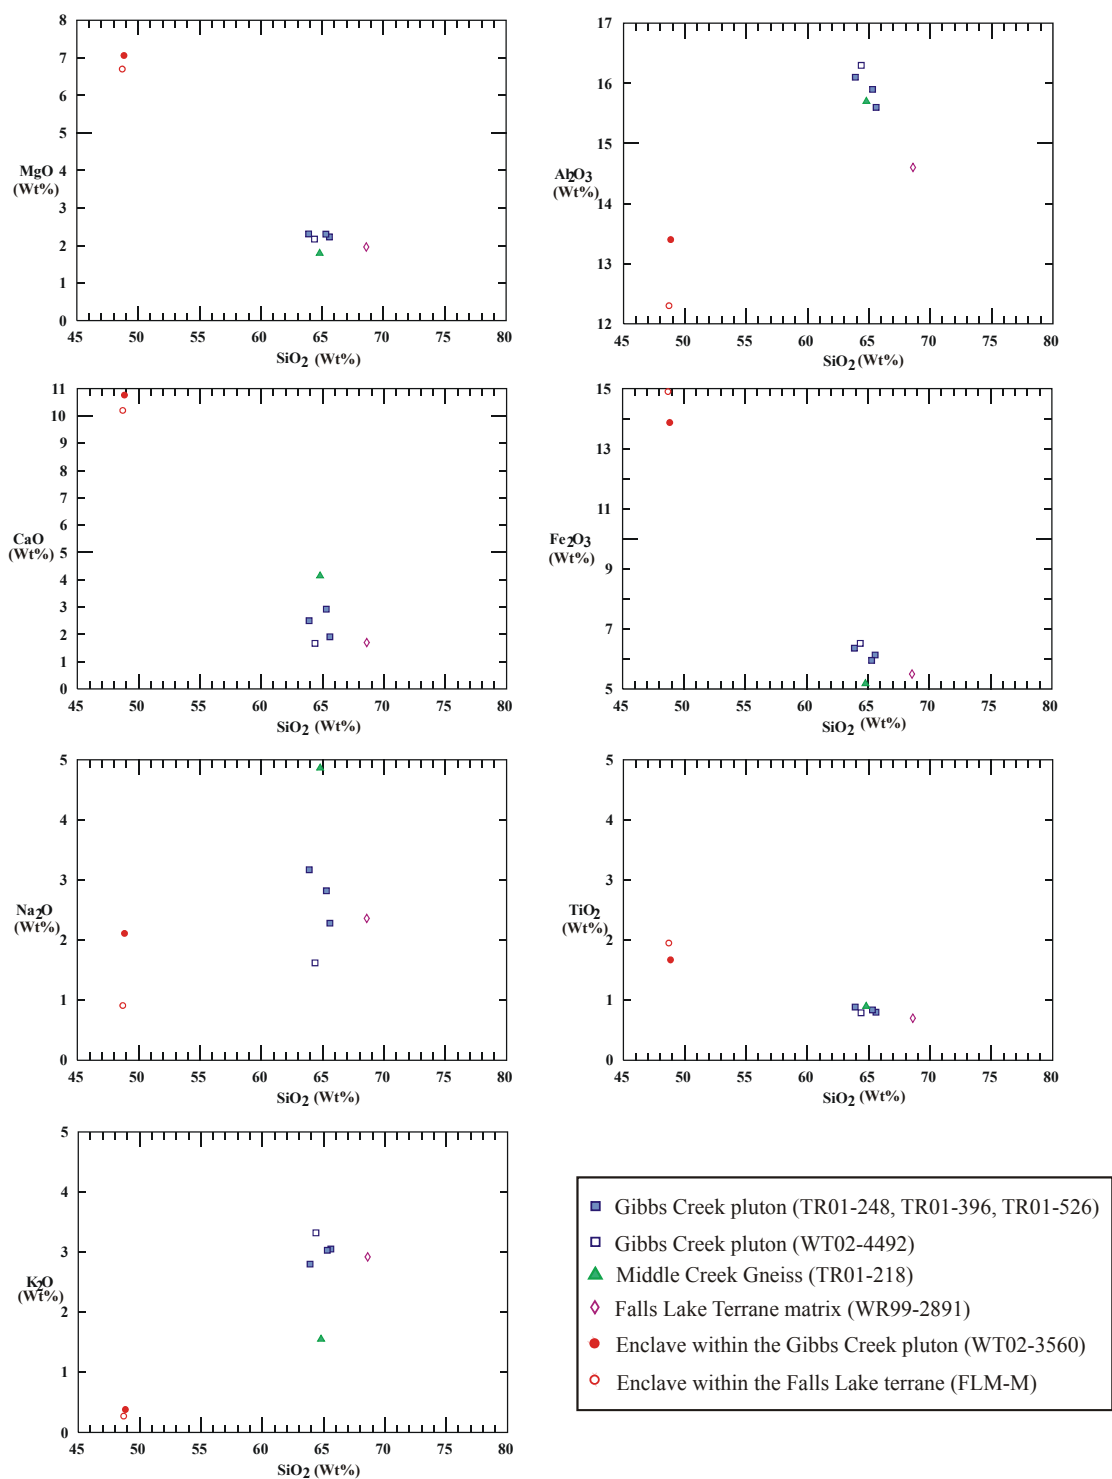 8
7
6
5
4
3
2
1
0
MgO
(Wt%)
45 50 55 60 65 70 75 80
SiO2 (Wt%)
17
16
15
14
13
12
Al2O3
(Wt%)
45 50 55 60 65 70 75 80
SiO2 (Wt%)
11
10
9
8
7
6
5
4
3
2
1
0
CaO
(Wt%)
45 50 55 60 65 70 75 80
SiO2 (Wt%)
15
13
11
9
7
5
Fe2O3
(Wt%)
45 50 55 60 65 70 75 80
SiO2 (Wt%)
5
4
3
2
1
0
Na2O
(Wt%)
45 50 55 60 65 70 75 80
SiO2 (Wt%)
5
4
3
2
1
0
TiO2
(Wt%)
45 50 55 60 65 70 75 80
SiO2 (Wt%)
5
4
3
2
1
0
K2O
(Wt%)
45 50 55 60 65 70 75 80
SiO2 (Wt%)
Gibbs Creek pluton (TR01-248, TR01-396, TR01-526)
Gibbs Creek pluton (WT02-4492)
Middle Creek Gneiss (TR01-218)
Falls Lake Terrane matrix (WR99-2891)
Enclave within the Gibbs Creek pluton (WT02-3560)
Enclave within the Falls Lake terrane (FLM-M)